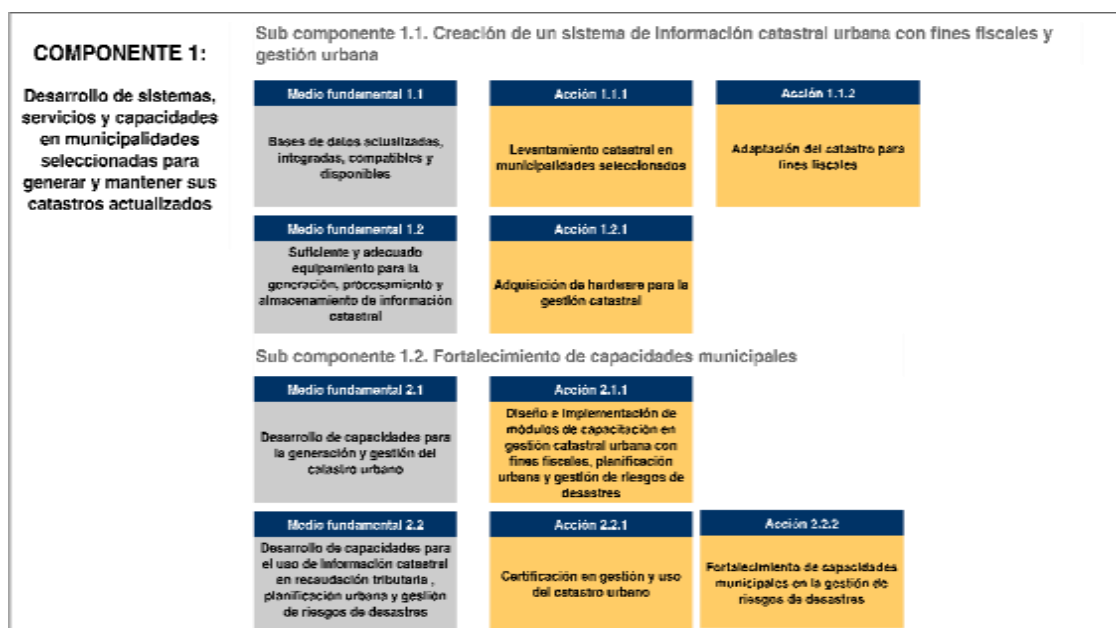 COMPONENTE 1:
Desarrollo de sistemas,
servicios y capacidades
en municipalidades
seleccionadas para
generar y mantener sus
catastros actualizados
Sub componente 1.1. Creación de un sistema de información catastral urbana con fines fiscales y
gestión urbana
Medio fundamental 1.1
Bases de datos actualizadas,
integradas, compatibles y
disponibles
Acción 1.1.1
Levantamiento catastral en
municipalidades seleccionados
Acción 1.1.2
Adaptación del catastro para
fines fiscales
Medio fundamental 1.2
Suficiente y adecuado
equipamiento para la
generación, procesamiento y
almacenamiento de información
catastral
Acción 1.2.1
Adquisición de hardware para la
gestión catastral
Sub componente 1.2. Fortalecimiento de capacidades municipales
Medio fundamental 2.1
Desarrollo de capacidades para
la generación y gestión del
catastro urbano
Acción 2.1.1
Diseño e implementación de
módulos de capacitación en
gestión catastral urbana con
fines fiscales, planificación
urbana y gestión de riesgos de
desastres
Medio fundamental 2.2
Desarrollo de capacidades para
el uso de información catastral
en recaudación tributaria ,
planificación urbana y gestión
de riesgos de desastres
Acción 2.2.1
Certificación en gestión y uso
del catastro urbano
Acción 2.2.2
Fortalecimiento de capacidades
municipales en la gestión de
riesgos de desastres